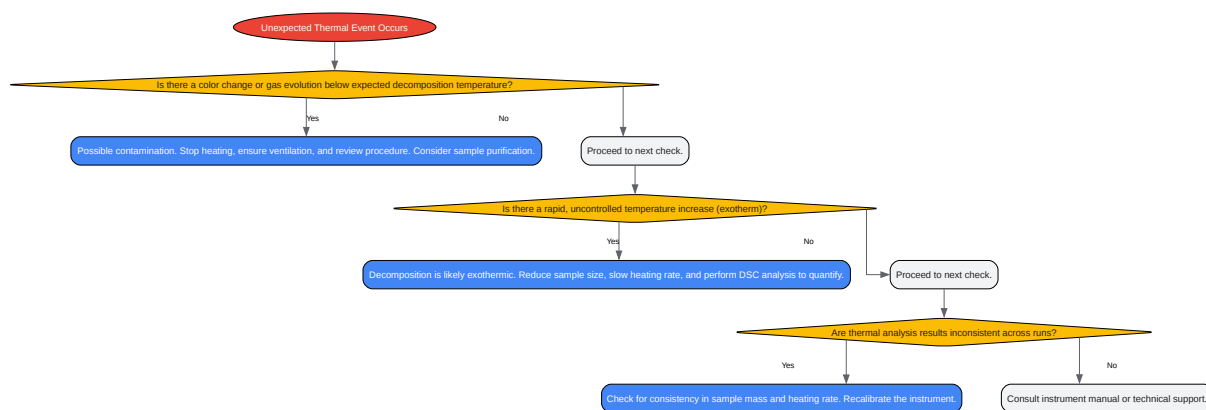 Unexpected Thermal Event Occurs
Is there a color change or gas evolution below expected decomposition temperature?
Yes
No
Possible contamination. Stop heating, ensure ventilation, and review procedure. Consider sample purification.
Proceed to next check.
Is there a rapid, uncontrolled temperature increase (exotherm)?
Yes
No
Decomposition is likely exothermic. Reduce sample size, slow heating rate, and perform DSC analysis to quantify.
Proceed to next check.
Are thermal analysis results inconsistent across runs?
Yes
No
Check for consistency in sample mass and heating rate. Recalibrate the instrument.
Consult instrument manual or technical support.